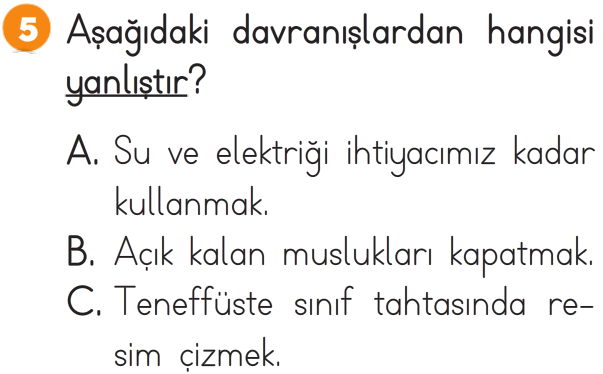 5 Aşağıdaki davranışlardan hangisi
yanlıştır?
A. Su ve elektriği ihtiyacımız kadar
kullanmak.
B. Açık kalan muslukları kapatmak.
C. Teneffüste sınıf tahtasında re-
sim çizmek.